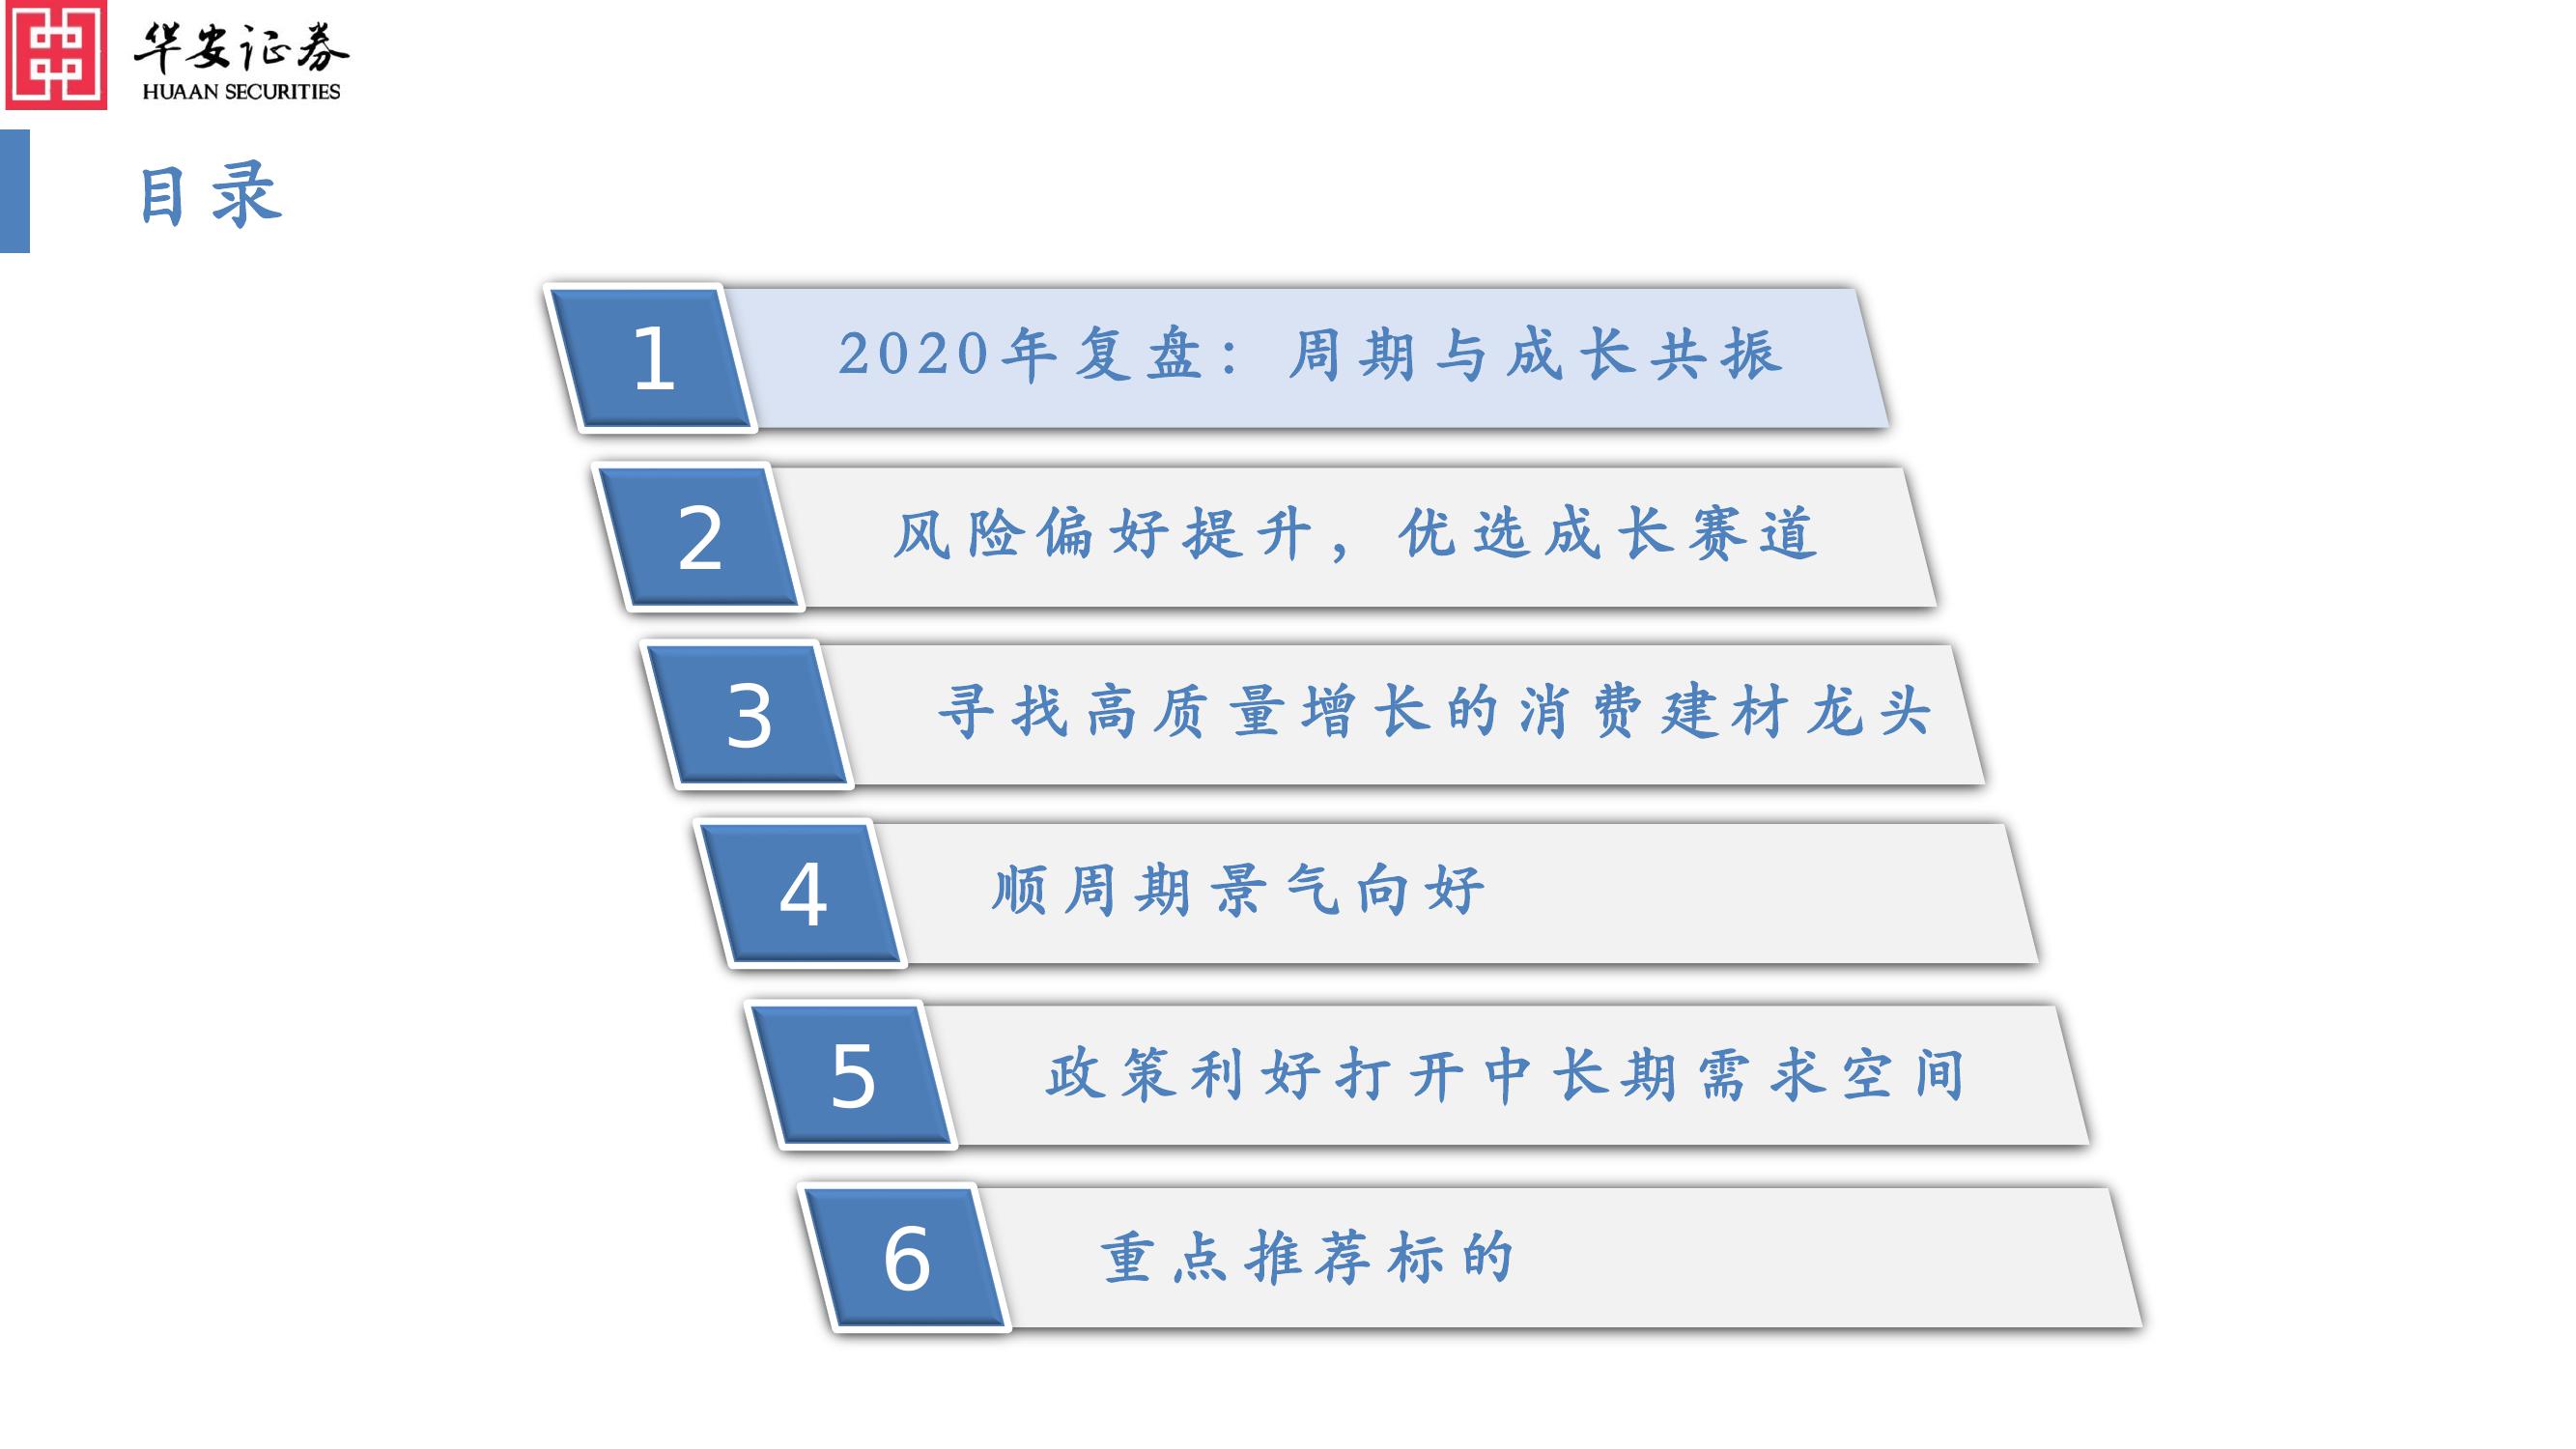 华安证券
HUAAN SECURITIES
目录
1
2020年复盘：周期与成长共振
2
风险偏好提升，优选成长赛道
3
寻找高质量增长的消费建材龙头
4
顺周期景气向好
5
政策利好打开中长期需求空间
6
重点推荐标的